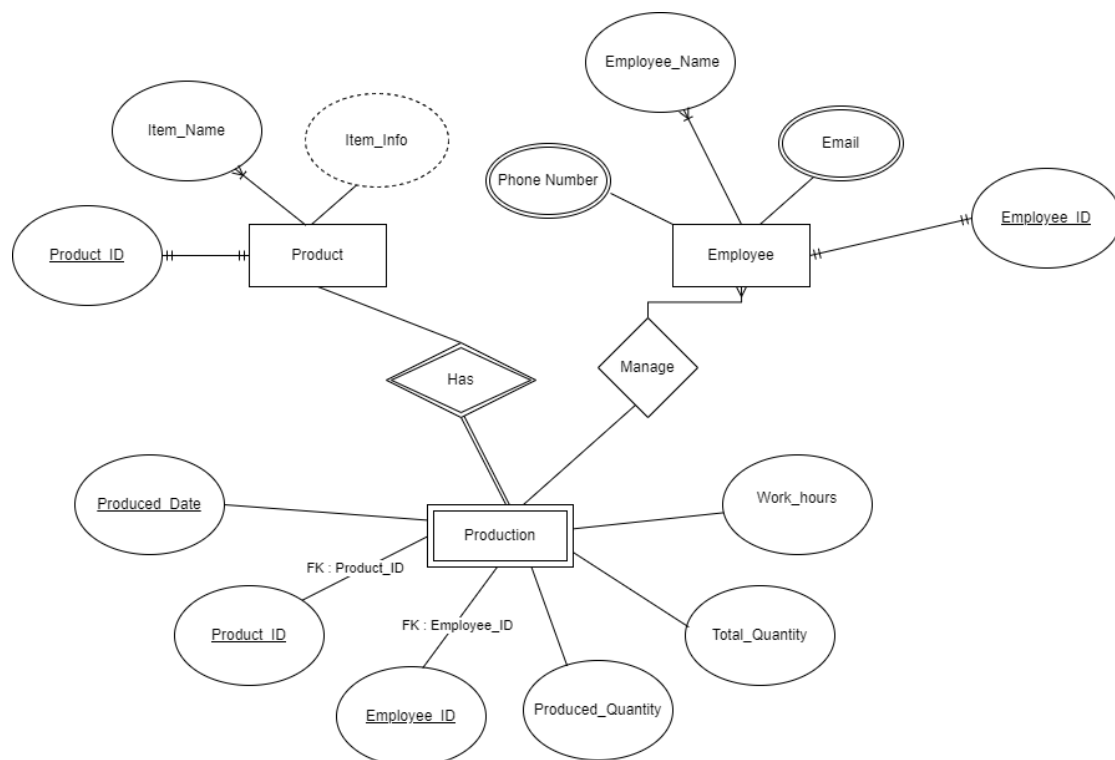 Employee_Name
Item_Name
Item_Info
Email
Phone Number
Employee_ID
Product_ID
Product
Employee
Has
Manage
Produced_Date
Work_hours
Production
FK : Product_ID
FK : Employee_ID
Product_ID
Total_Quantity
Employee_ID
Produced_Quantity